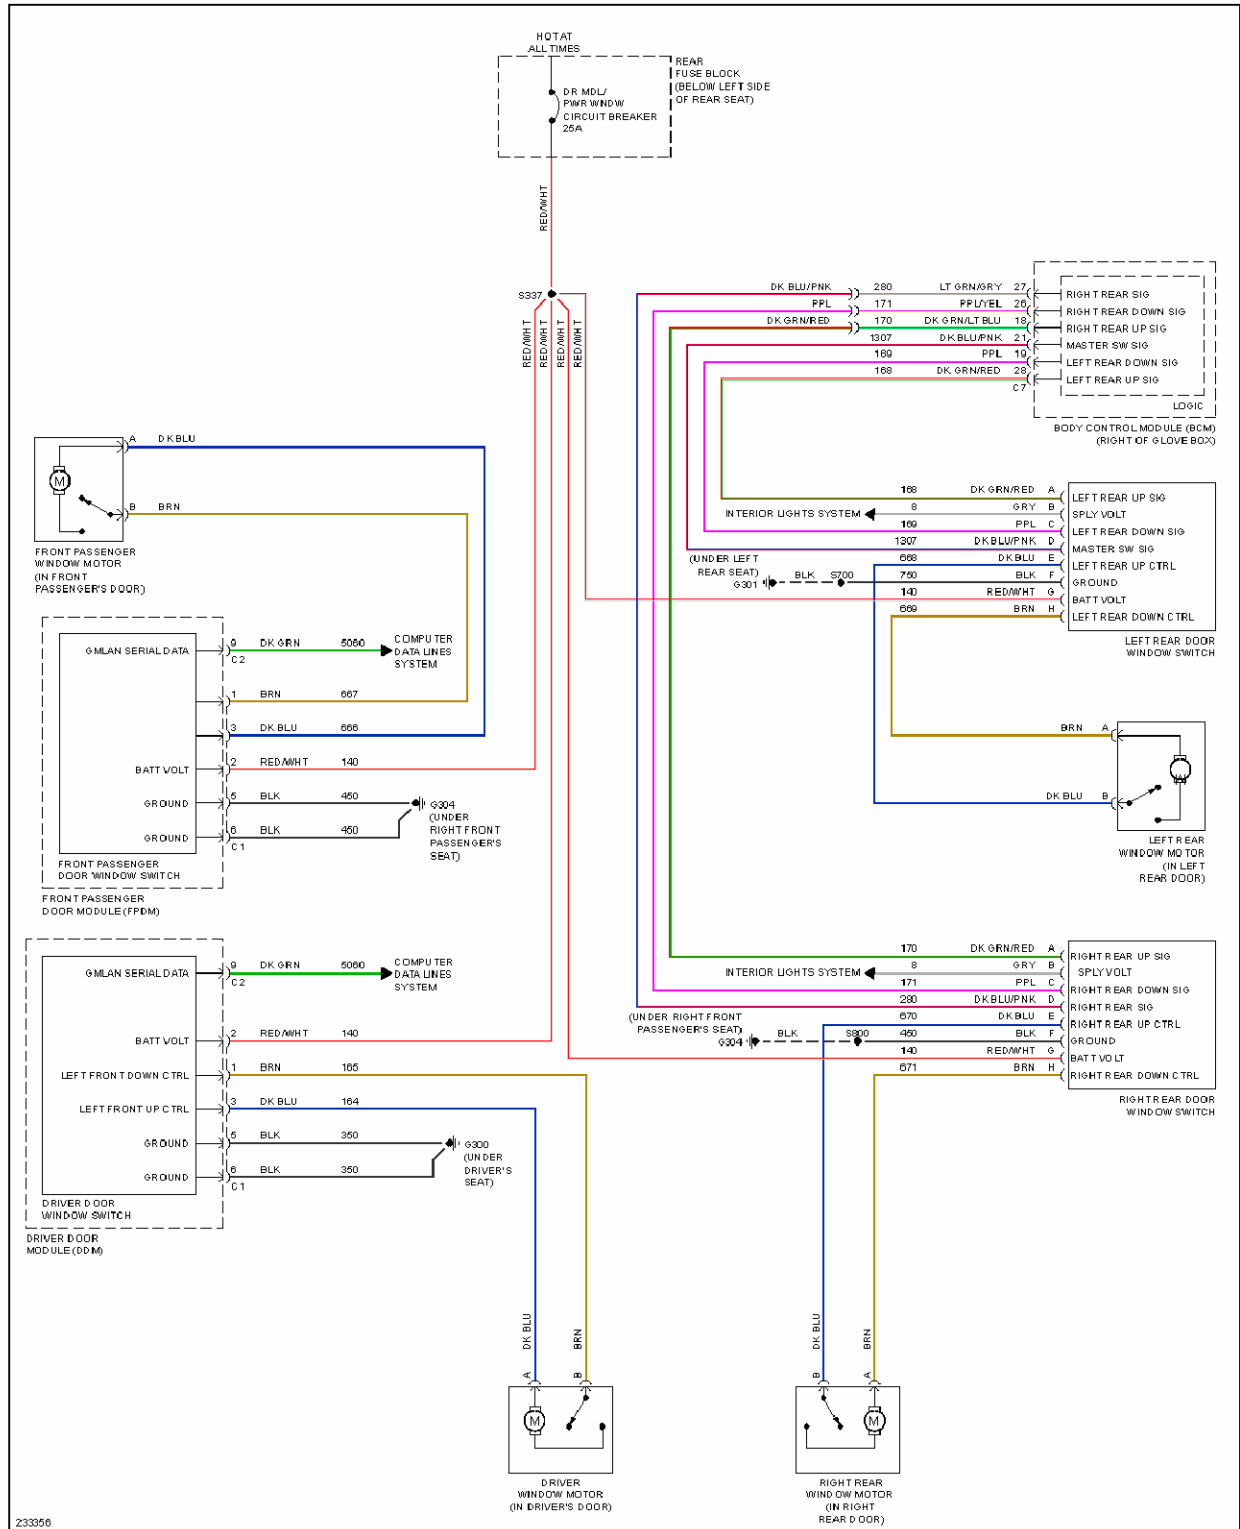 HOT AT
ALL TIMES
REAR
FUSE BLOCK
(BELOW LEFT SIDE
OF REAR SEAT)
DR MDL/
PWR WNDW
CIRCUIT BREAKER
25A
RED/WHT
S337
RED/WHT
RED/WHT
RED/WHT
RED/WHT
DK BLU/PNK 280 LT GRN/GRY 27 RIGHT REAR SIG
PPL 171 PPL/YEL 26 RIGHT REAR DOWN SIG
DK GRN/RED 170 DK GRN/LT BLU 18 RIGHT REAR UP SIG
1307 DK BLU/PNK 21 MASTER SW SIG
169 PPL 19 LEFT REAR DOWN SIG
168 DK GRN/RED 28 LEFT REAR UP SIG
C7
LOGIC
BODY CONTROL MODULE (BCM)
(RIGHT OF GLOVE BOX)
A DK BLU
M
B BRN
FRONT PASSENGER
WINDOW MOTOR
(IN FRONT
PASSENGER'S DOOR)
168 DK GRN/RED A LEFT REAR UP SIG
INTERIOR LIGHTS SYSTEM 8 GRY B SPLY VOLT
169 PPL C LEFT REAR DOWN SIG
1307 DK BLU/PNK D MASTER SW SIG
668 DK BLU E LEFT REAR UP CTRL
(UNDER LEFT
REAR SEAT)
G301 BLK S700 750 BLK F GROUND
140 RED/WHT G BATT VOLT
669 BRN H LEFT REAR DOWN CTRL
LEFT REAR DOOR
WINDOW SWITCH
GMLAN SERIAL DATA 9 DK GRN 5060 COMPUTER
DATA LINES
SYSTEM
C2
1 BRN 667
3 DK BLU 666
BATT VOLT 2 RED/WHT 140
GROUND 5 BLK 450
GROUND 6 BLK 450
C1
G304
(UNDER
RIGHT FRONT
PASSENGER'S
SEAT)
FRONT PASSENGER
DOOR WINDOW SWITCH
FRONT PASSENGER
DOOR MODULE (FPDM)
BRN A
M
DK BLU B
LEFT REAR
WINDOW MOTOR
(IN LEFT
REAR DOOR)
GMLAN SERIAL DATA 9 DK GRN 5060 COMPUTER
DATA LINES
SYSTEM
C2
BATT VOLT 2 RED/WHT 140
LEFT FRONT DOWN CTRL 1 BRN 165
LEFT FRONT UP CTRL 3 DK BLU 164
GROUND 5 BLK 350
GROUND 6 BLK 350
C1
G300
(UNDER
DRIVER'S
SEAT)
DRIVER DOOR
WINDOW SWITCH
DRIVER DOOR
MODULE (DDM)
170 DK GRN/RED A RIGHT REAR UP SIG
INTERIOR LIGHTS SYSTEM 8 GRY B SPLY VOLT
171 PPL C RIGHT REAR DOWN SIG
280 DK BLU/PNK D RIGHT REAR SIG
670 DK BLU E RIGHT REAR UP CTRL
(UNDER RIGHT FRONT
PASSENGER'S SEAT)
G304 BLK S800 450 BLK F GROUND
140 RED/WHT G BATT VOLT
671 BRN H RIGHT REAR DOWN CTRL
RIGHT REAR DOOR
WINDOW SWITCH
DK BLU
BRN
A
B
M
DRIVER
WINDOW MOTOR
(IN DRIVER'S DOOR)
DK BLU
BRN
B
A
M
RIGHT REAR
WINDOW MOTOR
(IN RIGHT
REAR DOOR)
233356